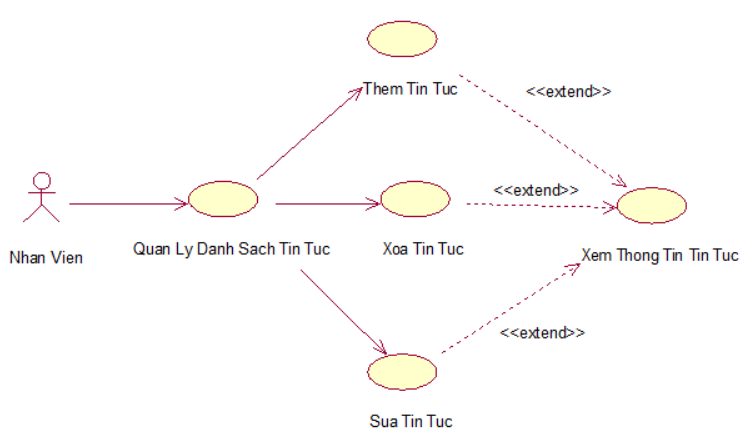 Them Tin Tuc
<<extend>>
<<extend>>
Nhan Vien
Quan Ly Danh Sach Tin Tuc
Xoa Tin Tuc
Xem Thong Tin Tin Tuc
<<extend>>
Sua Tin Tuc